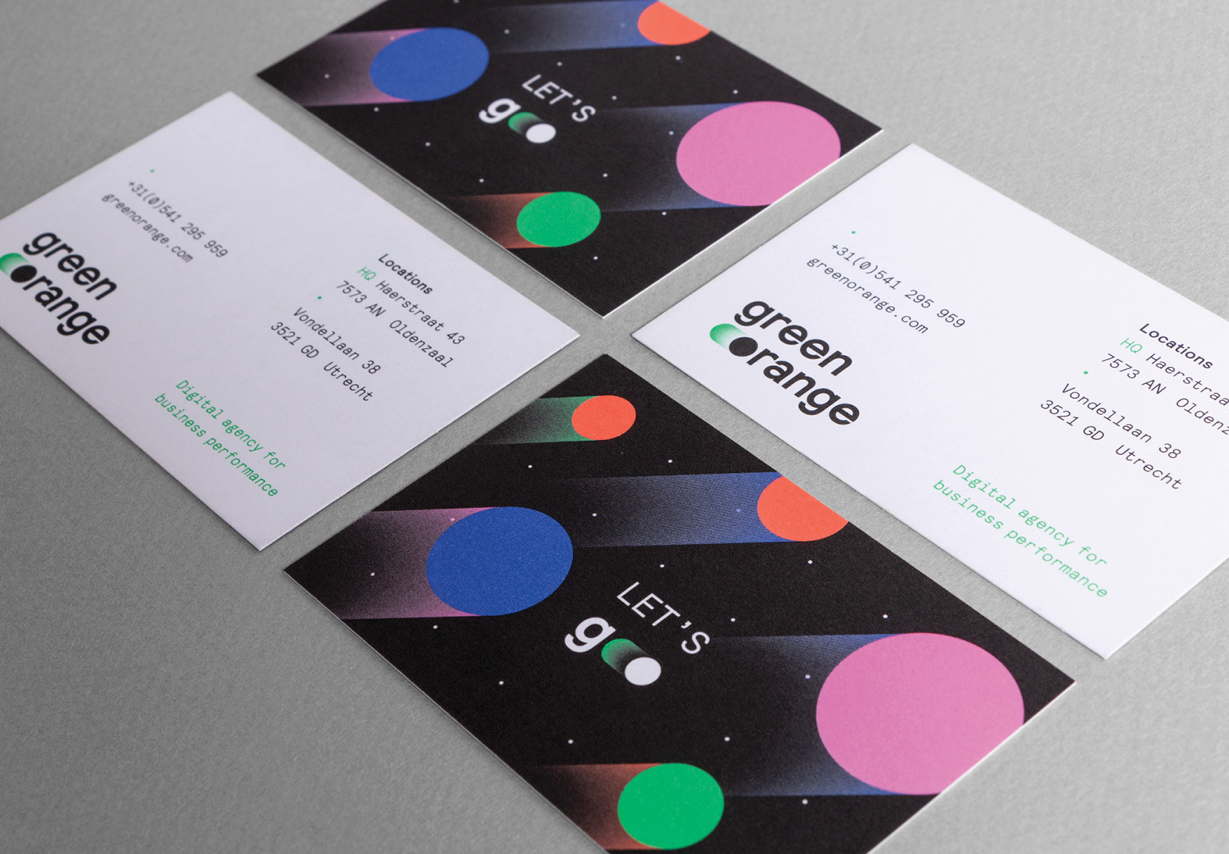 LET'S
go
+31(0)541 295 959
greenorange.com
green
orange
Locations
HQ Haerstraat 43
7573 AN Oldenzaal
Vondellaan 38
3521 GD Utrecht
Digital agency for
business performance
+31(0)541 295 959
greenorange.com
green
orange
Locations
HQ Haerstraa
7573 AN Oldenz
Vondellaan 38
3521 GD Utrecht
Digital agency for
business performance
LET'S
go